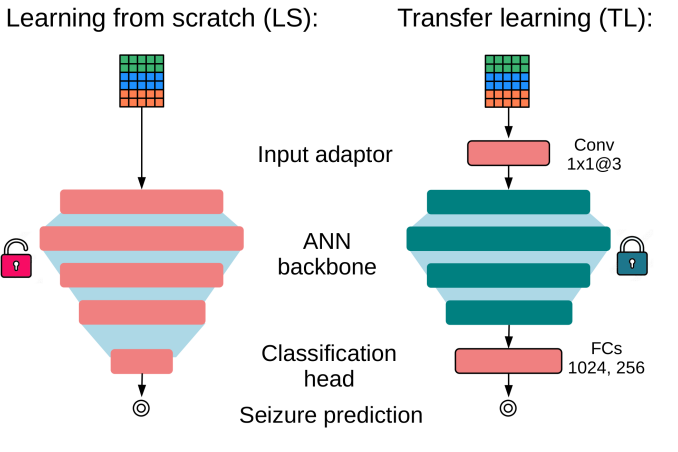 Learning from scratch (LS):
Transfer learning (TL):
Input adaptor
Conv
1x1@3
ANN
backbone
Classification
head
FCs
1024, 256
Seizure prediction